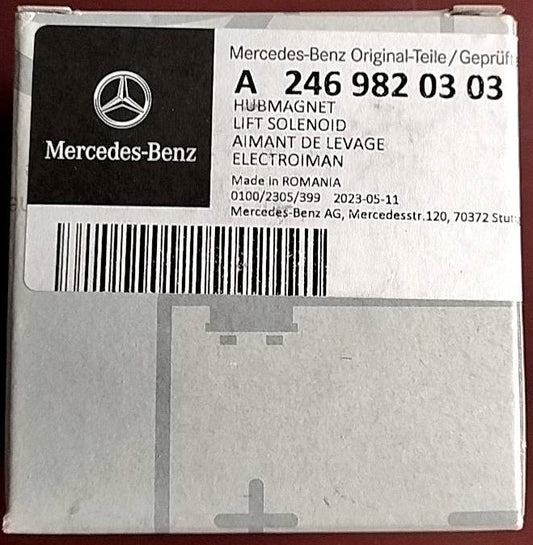 Mercedes-Benz
Mercedes-Benz Original-Teile/Geprüf
A 246 982 03 03
HUBMAGNET
LIFT SOLENOID
AIMANT DE LEVAGE
ELECTROIMAN
Made in ROMANIA
0100/2305/399 2023-05-11
Mercedes-Benz AG, Mercedesstr.120, 70372 Stutt